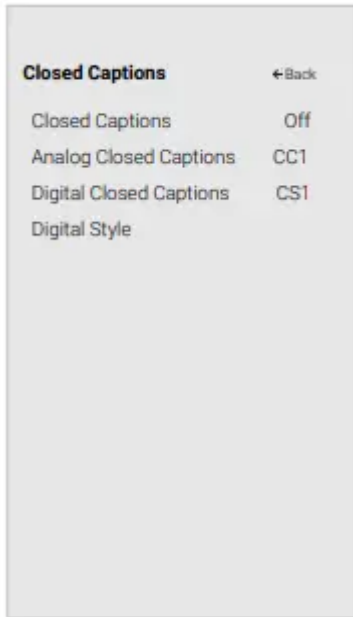 Closed Captions ←Back
Closed Captions Off
Analog Closed Captions CC1
Digital Closed Captions CS1
Digital Style